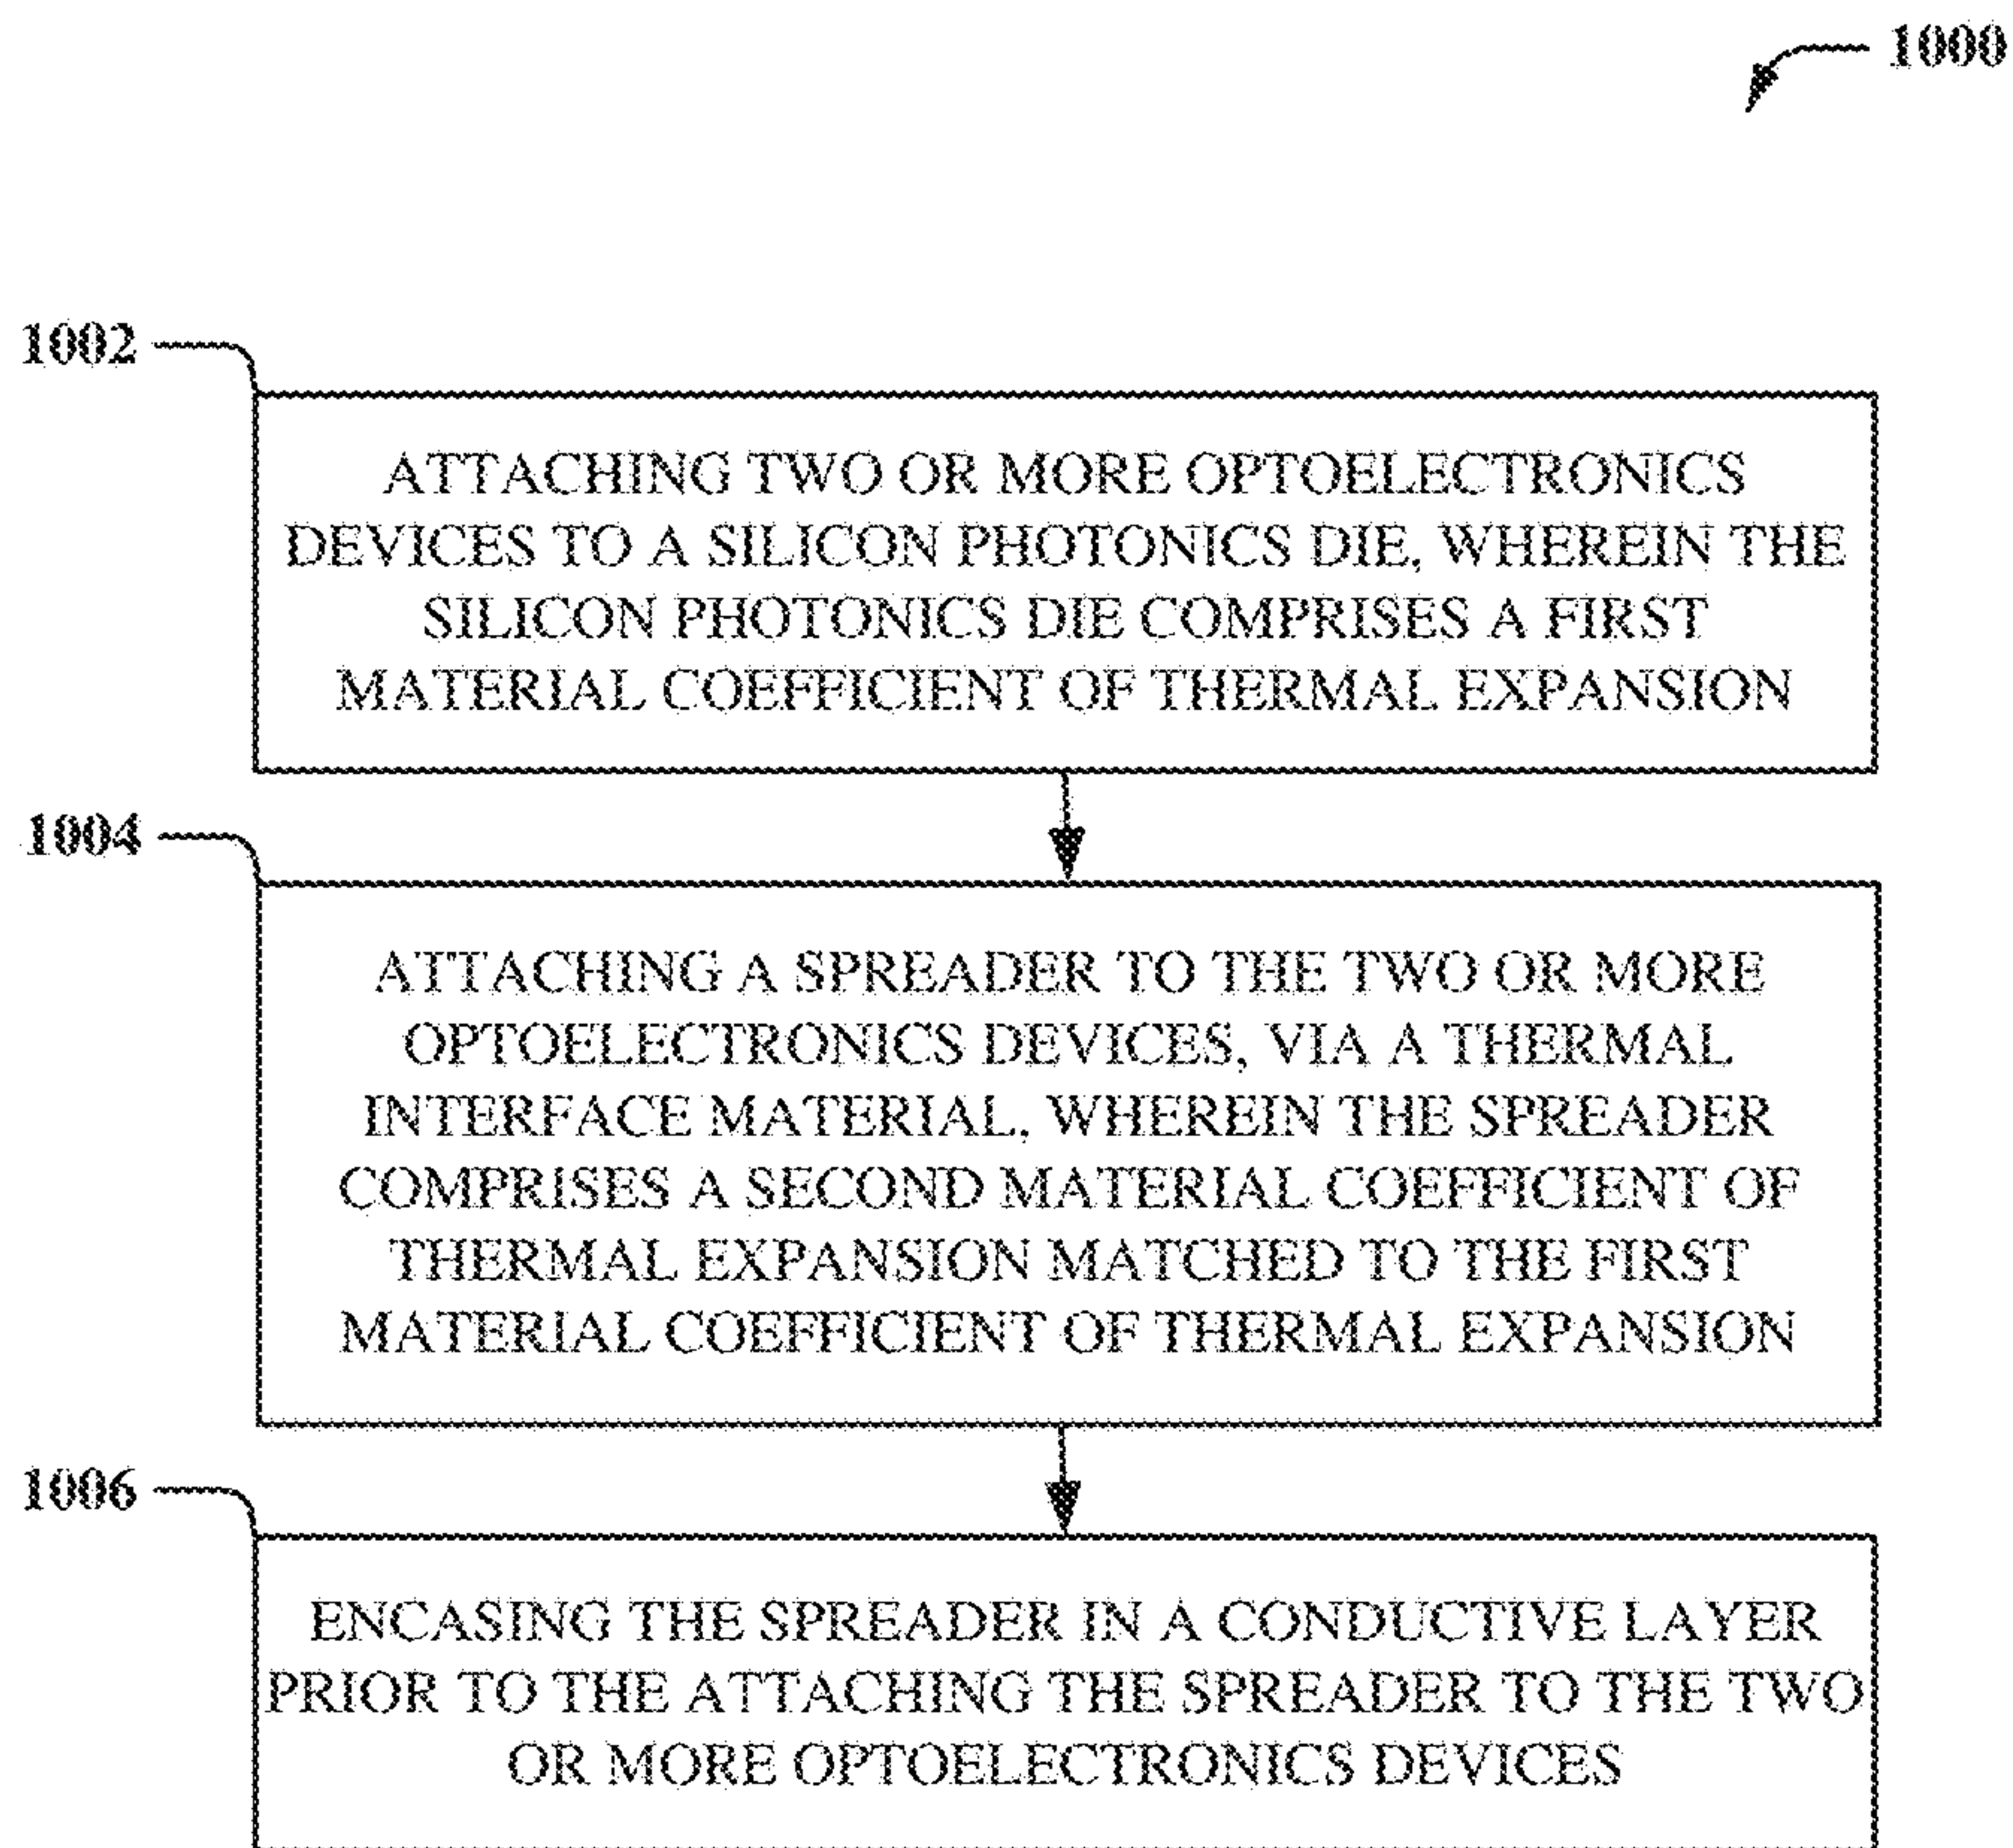 1000
1002
ATTACHING TWO OR MORE OPTOELECTRONICS
DEVICES TO A SILICON PHOTONICS DIE, WHEREIN THE
SILICON PHOTONICS DIE COMPRISES A FIRST
MATERIAL COEFFICIENT OF THERMAL EXPANSION
1004
ATTACHING A SPREADER TO THE TWO OR MORE
OPTOELECTRONICS DEVICES, VIA A THERMAL
INTERFACE MATERIAL, WHEREIN THE SPREADER
COMPRISES A SECOND MATERIAL COEFFICIENT OF
THERMAL EXPANSION MATCHED TO THE FIRST
MATERIAL COEFFICIENT OF THERMAL EXPANSION
1006
ENCASING THE SPREADER IN A CONDUCTIVE LAYER
PRIOR TO THE ATTACHING THE SPREADER TO THE TWO
OR MORE OPTOELECTRONICS DEVICES